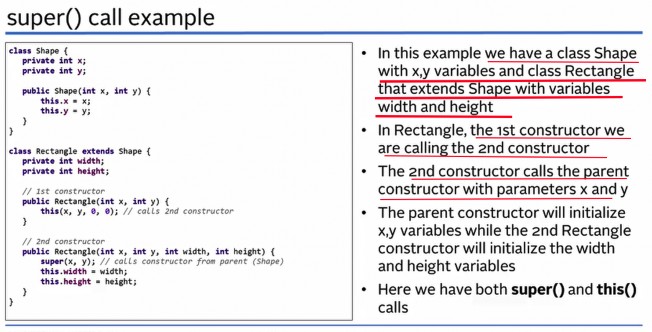 super() call example
class Shape {
    private int x;
    private int y;

    public Shape(int x, int y) {
        this.x = x;
        this.y = y;
    }
}

class Rectangle extends Shape {
    private int width;
    private int height;

    // 1st constructor
    public Rectangle(int x, int y) {
        this(x, y, 0, 0); // calls 2nd constructor
    }

    // 2nd constructor
    public Rectangle(int x, int y, int width, int height) {
        super(x, y); // calls constructor from parent (Shape)
        this.width = width;
        this.height = height;
    }
}
• In this example we have a class Shape
with x,y variables and class Rectangle
that extends Shape with variables
width and height
• In Rectangle, the 1st constructor we
are calling the 2nd constructor
• The 2nd constructor calls the parent
constructor with parameters x and y
• The parent constructor will initialize
x,y variables while the 2nd Rectangle
constructor will initialize the width
and height variables
• Here we have both super() and this()
calls